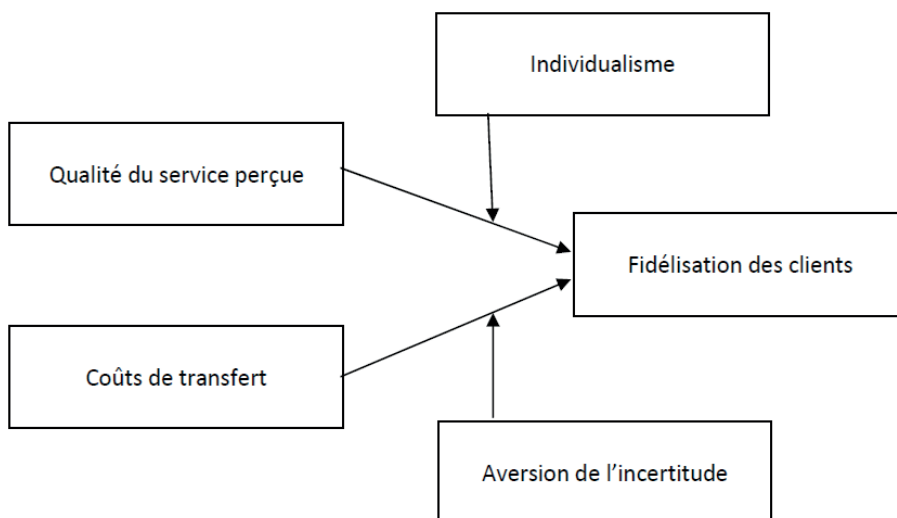 Individualisme
Qualité du service perçue
Fidélisation des clients
Coûts de transfert
Aversion de l’incertitude